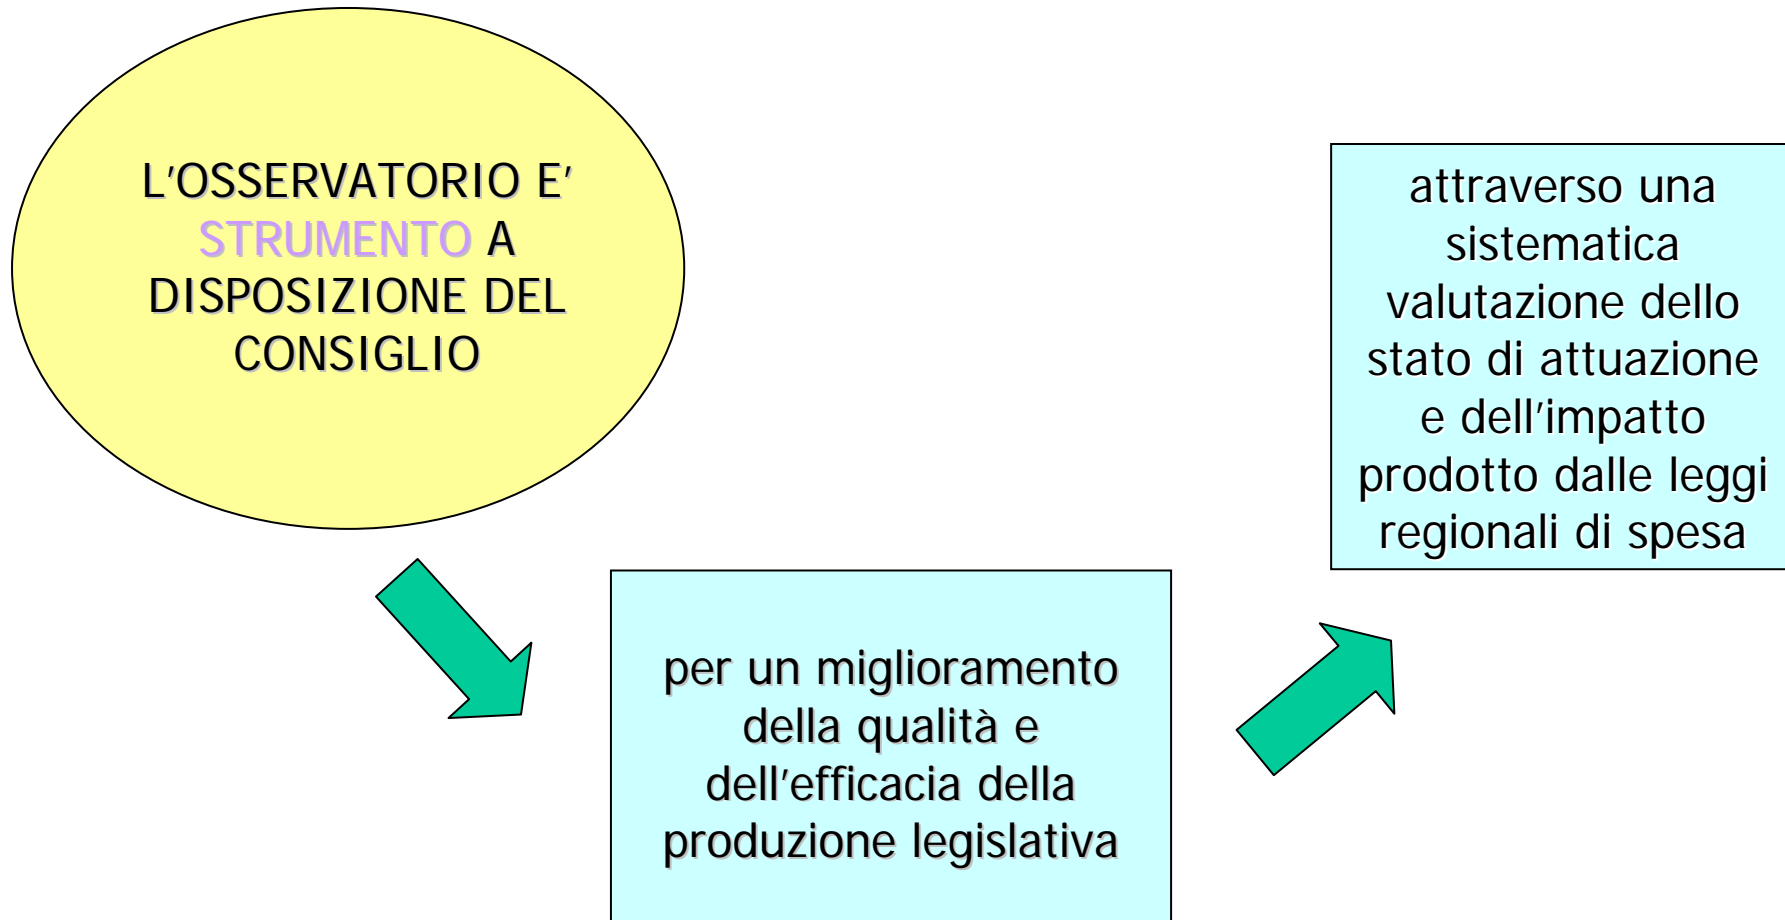 L'OSSERVATORIO E'
STRUMENTO A
DISPOSIZIONE DEL
CONSIGLIO
per un miglioramento
della qualità e
dell'efficacia della
produzione legislativa
attraverso una
sistematica
valutazione dello
stato di attuazione
e dell'impatto
prodotto dalle leggi
regionali di spesa